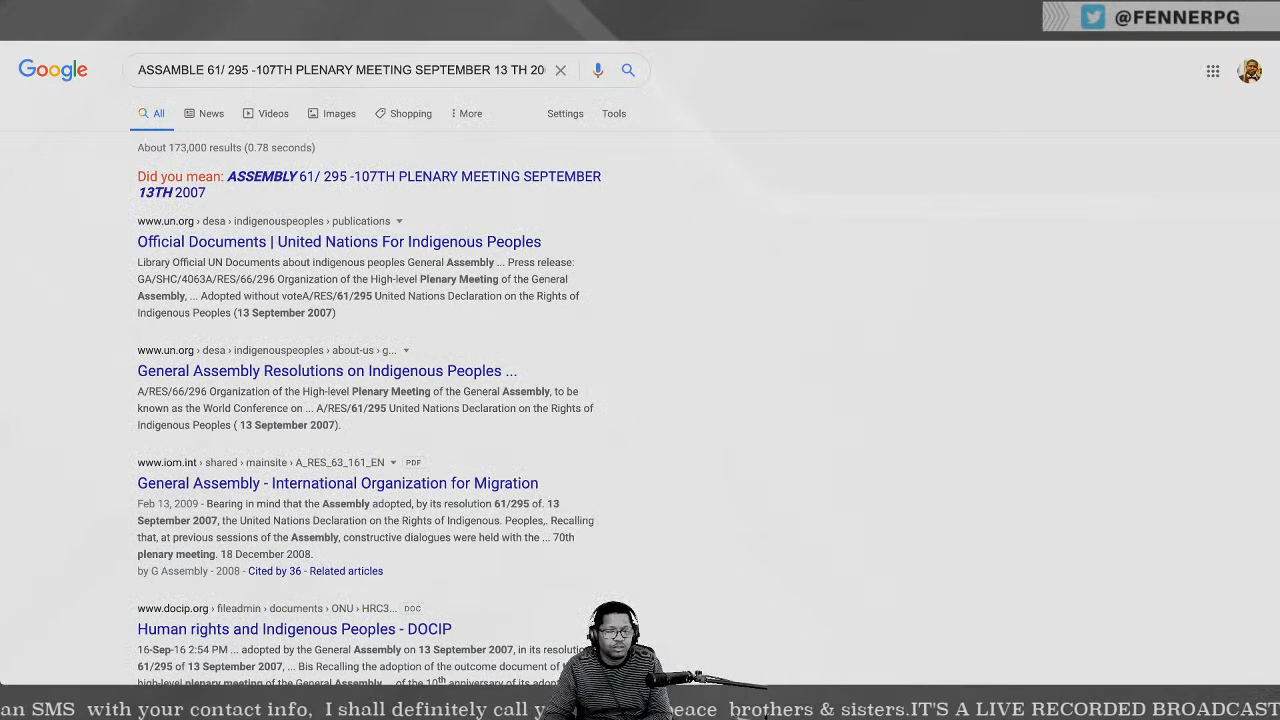 @FENNERPG
Google
ASSAMBLE 61/ 295 -107TH PLENARY MEETING SEPTEMBER 13 TH 20
All News Videos Images Shopping More Settings Tools
About 173,000 results (0.78 seconds)
Did you mean: ASSEMBLY 61/ 295 -107TH PLENARY MEETING SEPTEMBER
13TH 2007
www.un.org › desa › indigenouspeoples › publications
Official Documents | United Nations For Indigenous Peoples
Library Official UN Documents about indigenous peoples General Assembly ... Press release:
GA/SHC/4063A/RES/66/296 Organization of the High-level Plenary Meeting of the General
Assembly, ... Adopted without voteA/RES/61/295 United Nations Declaration on the Rights of
Indigenous Peoples (13 September 2007)
www.un.org › desa › indigenouspeoples › about-us › g...
General Assembly Resolutions on Indigenous Peoples ...
A/RES/66/296 Organization of the High-level Plenary Meeting of the General Assembly, to be
known as the World Conference on ... A/RES/61/295 United Nations Declaration on the Rights of
Indigenous Peoples ( 13 September 2007).
www.iom.int › shared › mainsite › A_RES_63_161_EN PDF
General Assembly - International Organization for Migration
Feb 13, 2009 - Bearing in mind that the Assembly adopted, by its resolution 61/295 of. 13
September 2007, the United Nations Declaration on the Rights of Indigenous. Peoples,. Recalling
that, at previous sessions of the Assembly, constructive dialogues were held with the ... 70th
plenary meeting. 18 December 2008.
by G Assembly - 2008 - Cited by 36 - Related articles
www.docip.org › fileadmin › documents › ONU › HRC3... DOC
Human rights and Indigenous Peoples - DOCIP
16-Sep-16 2:54 PM ... adopted by the General Assembly on 13 September 2007, in its resolution
61/295 of 13 September 2007, ... Bis Recalling the adoption of the outcome document of
high-level plenary meeting of the General Assembly ... of the 10th anniversary of its
an SMS with your contact info, I shall definitely call peace brothers & sisters.IT'S A LIVE RECORDED BROADCAST